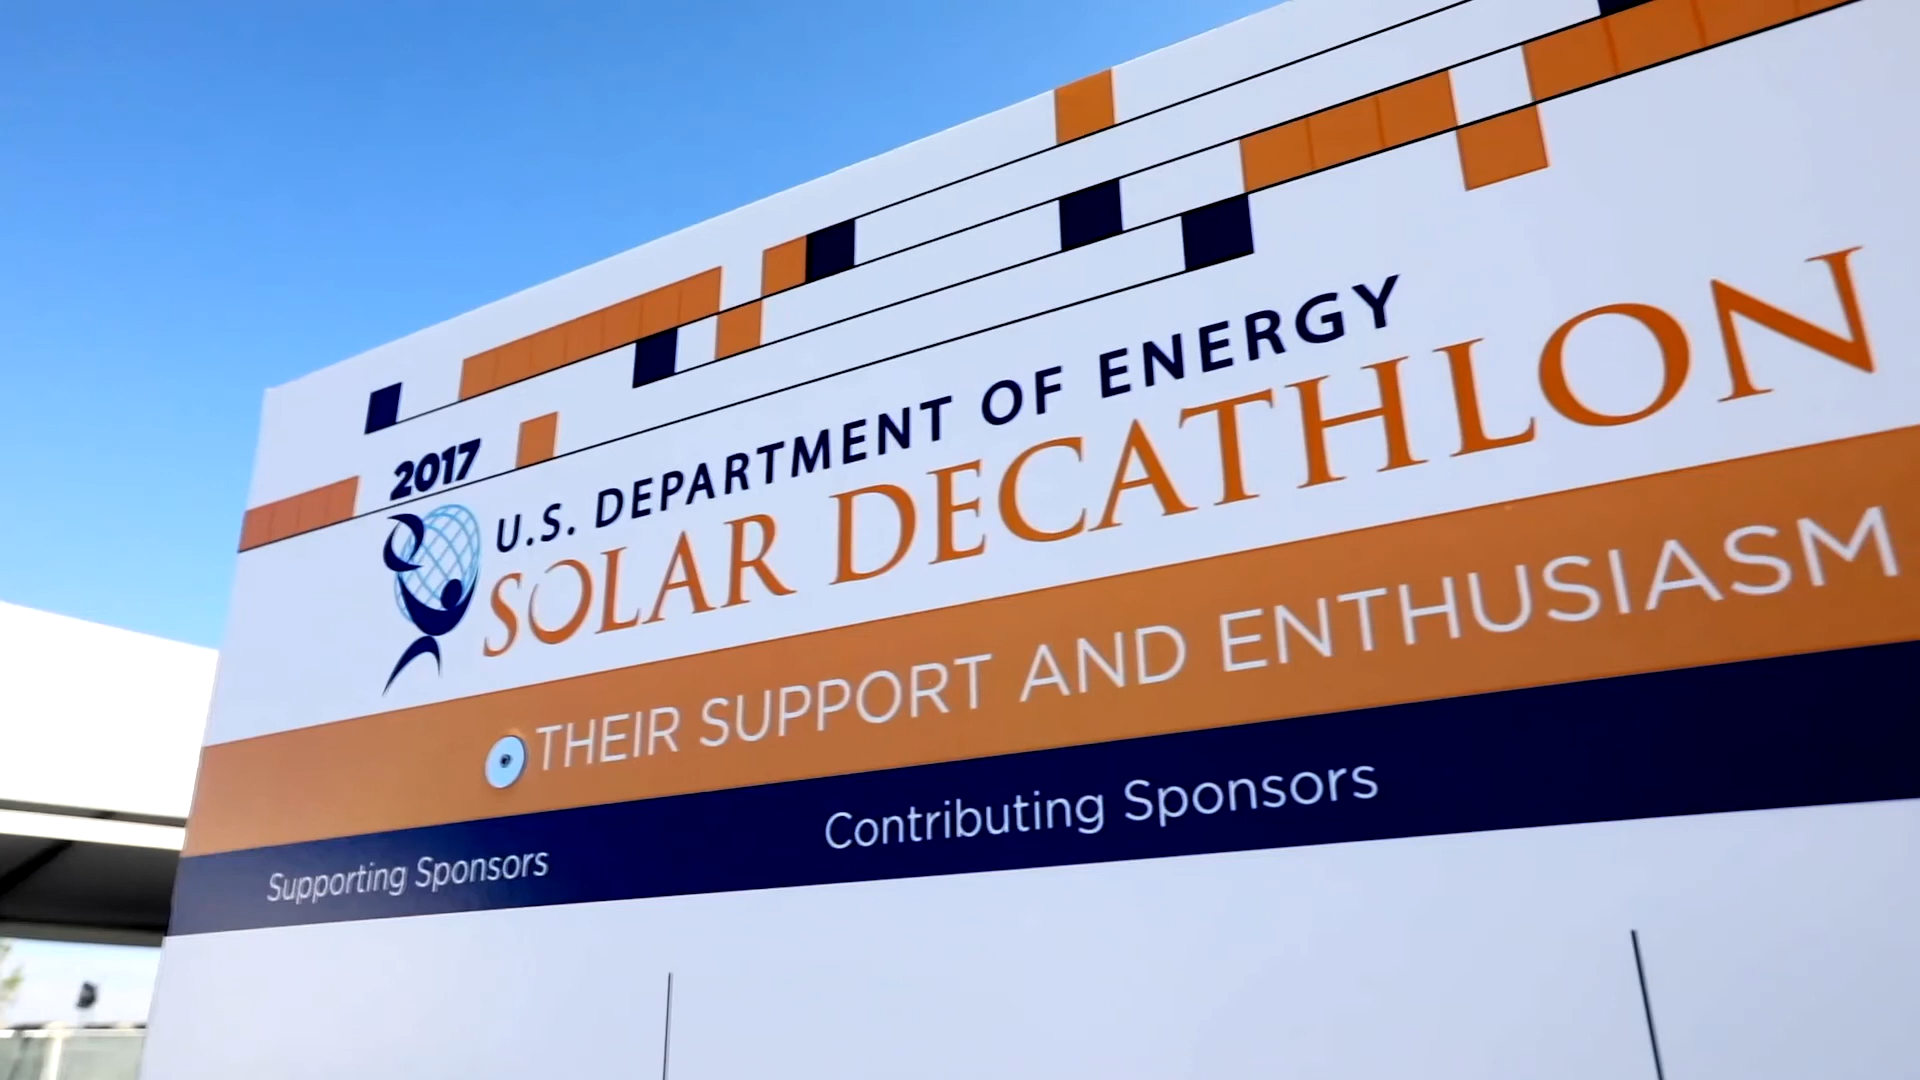 2017
U.S. DEPARTMENT OF ENERGY
SOLAR DECATHLON
THEIR SUPPORT AND ENTHUSIASM
Supporting Sponsors
Contributing Sponsors